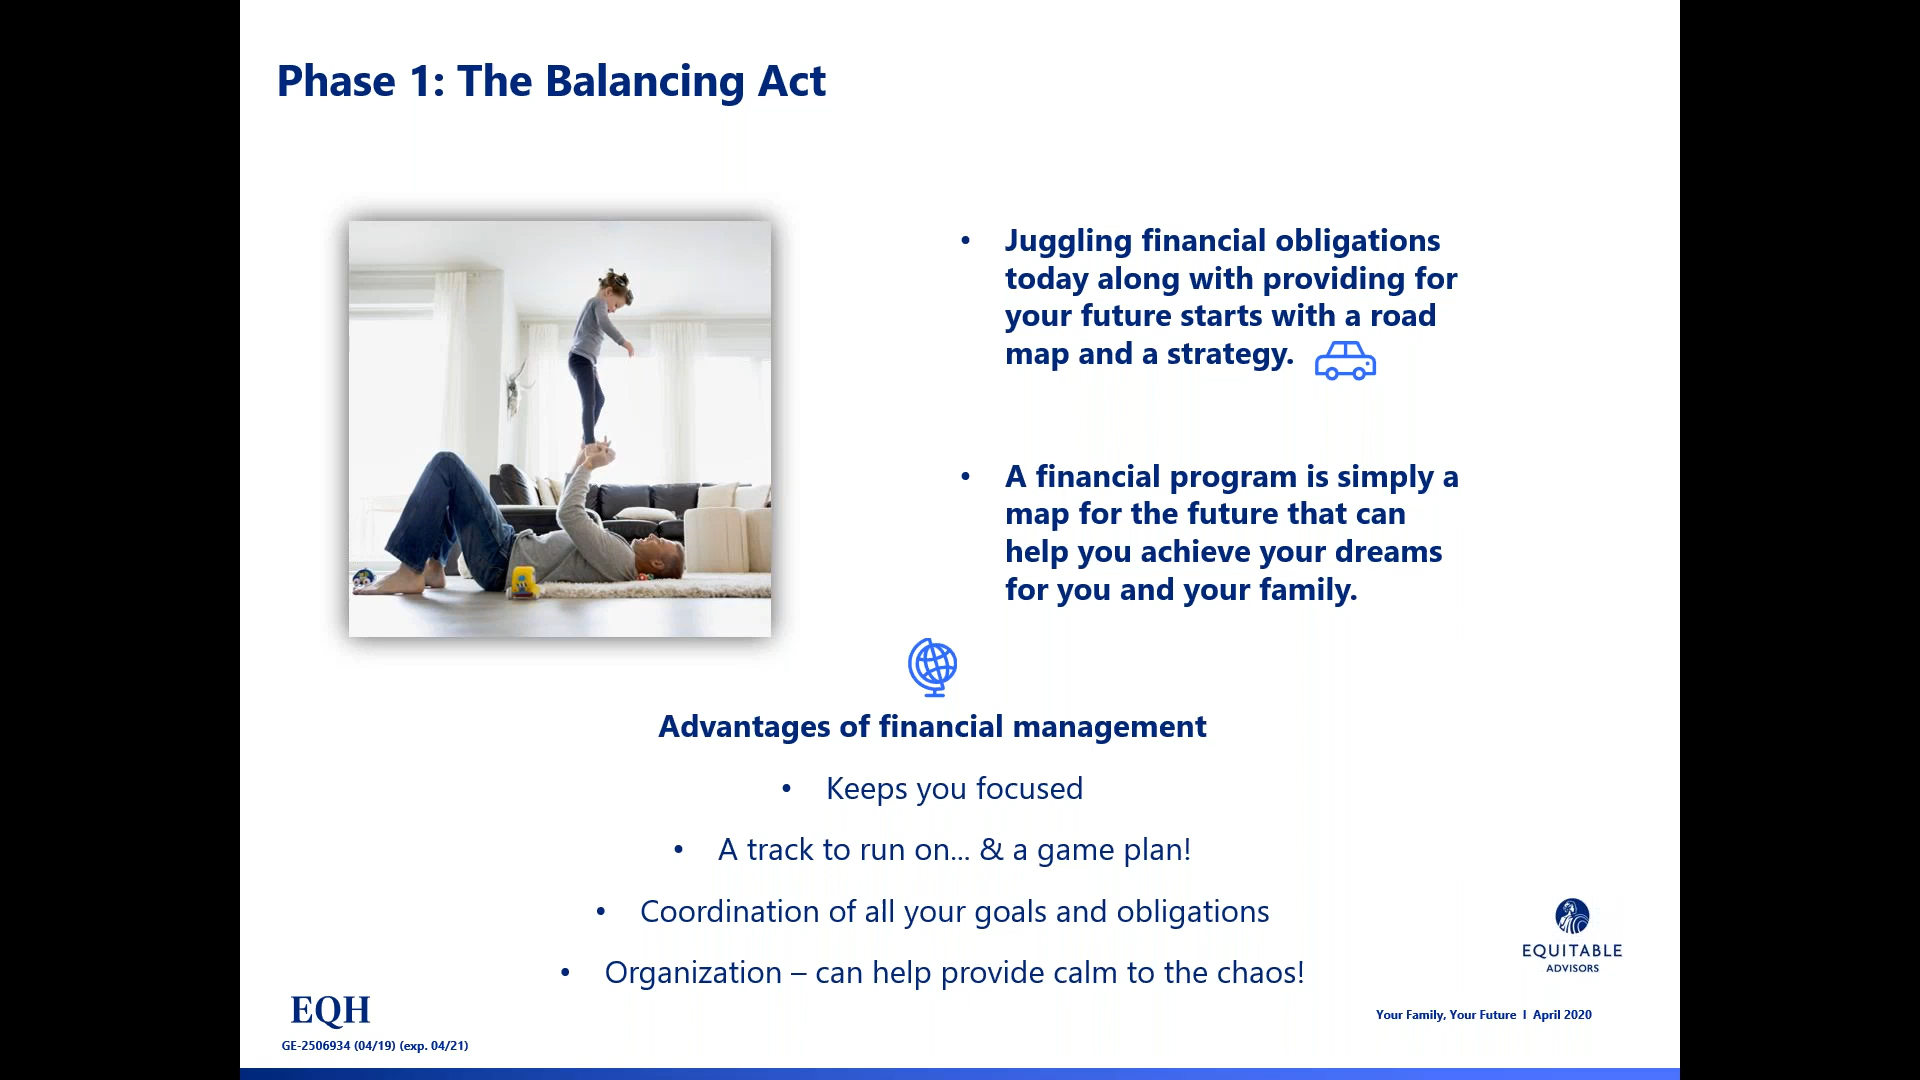 Phase 1: The Balancing Act
• Juggling financial obligations
today along with providing for
your future starts with a road
map and a strategy.
• A financial program is simply a
map for the future that can
help you achieve your dreams
for you and your family.
Advantages of financial management
• Keeps you focused
• A track to run on... & a game plan!
• Coordination of all your goals and obligations
• Organization – can help provide calm to the chaos!
EQUITABLE
ADVISORS
EQH
Your Family, Your Future I April 2020
GE-2506934 (04/19) (exp. 04/21)